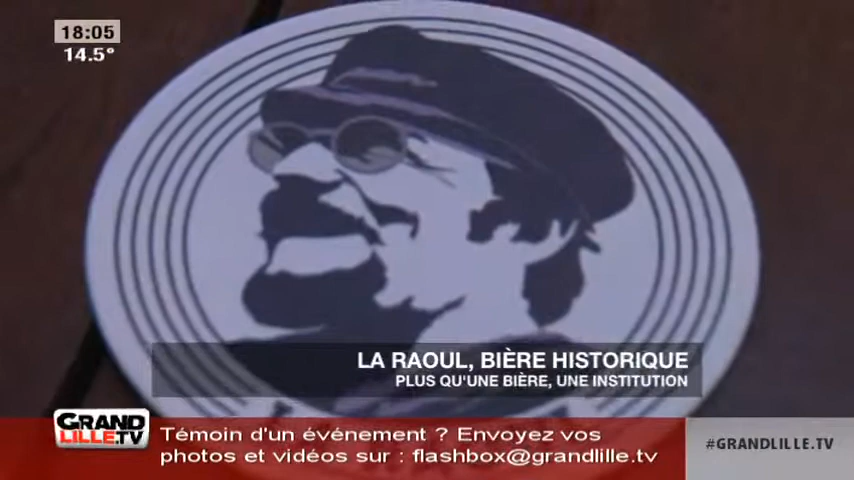 18:05
14.5°
LA RAOUL, BIÈRE HISTORIQUE
PLUS QU'UNE BIÈRE, UNE INSTITUTION
GRAND
LILLE.TV
Témoin d'un événement ? Envoyez vos
photos et vidéos sur : flashbox@grandlille.tv
#GRANDLILLE.TV